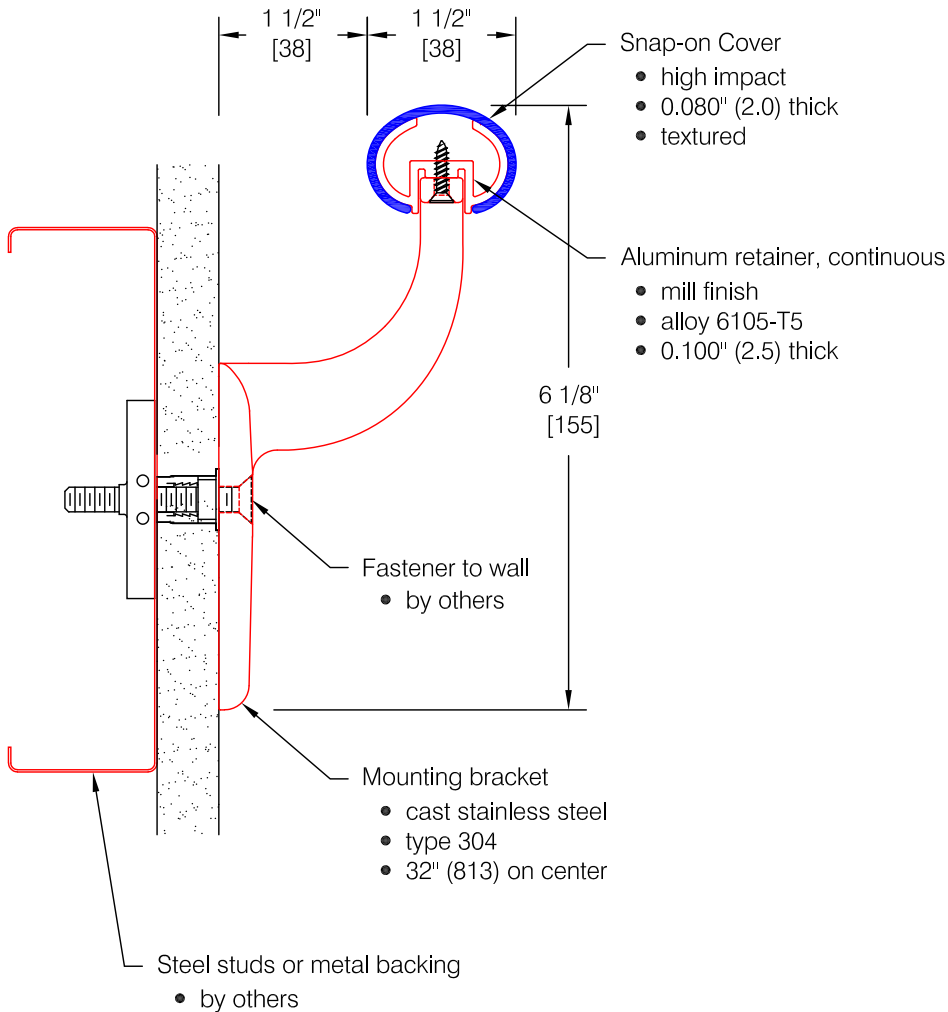 1 1/2"
[38]
1 1/2"
[38]
Snap-on Cover
• high impact
• 0.080" (2.0) thick
• textured
Aluminum retainer, continuous
• mill finish
• alloy 6105-T5
• 0.100" (2.5) thick
6 1/8"
[155]
Fastener to wall
• by others
Mounting bracket
• cast stainless steel
• type 304
• 32" (813) on center
Steel studs or metal backing
• by others